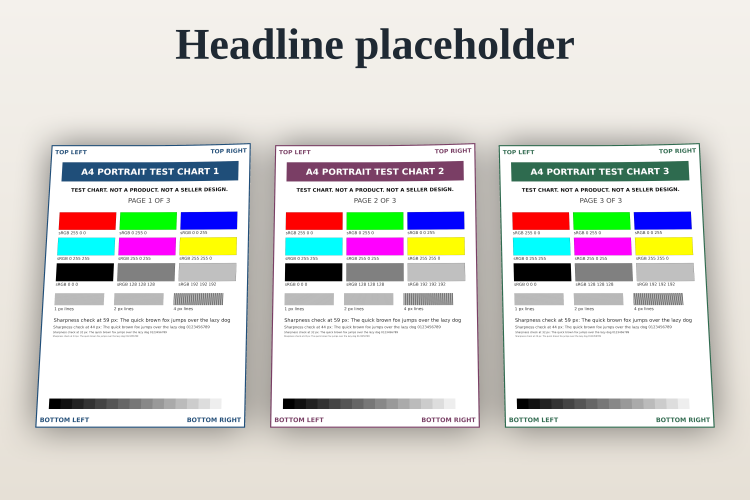 Headline placeholder
TOP LEFT TOP RIGHT
A4 PORTRAIT TEST CHART 1
TEST CHART. NOT A PRODUCT. NOT A SELLER DESIGN.
PAGE 1 OF 3
sRGB 255 0 0 sRGB 0 255 0 sRGB 0 0 255
sRGB 0 255 255 sRGB 255 0 255 sRGB 255 255 0
sRGB 0 0 0 sRGB 128 128 128 sRGB 192 192 192
1 px lines 2 px lines 4 px lines
Sharpness check at 59 px: The quick brown fox jumps over the lazy dog
Sharpness check at 44 px: The quick brown fox jumps over the lazy dog 0123456789
BOTTOM LEFT BOTTOM RIGHT
TOP LEFT TOP RIGHT
A4 PORTRAIT TEST CHART 2
TEST CHART. NOT A PRODUCT. NOT A SELLER DESIGN.
PAGE 2 OF 3
sRGB 255 0 0 sRGB 0 255 0 sRGB 0 0 255
sRGB 0 255 255 sRGB 255 0 255 sRGB 255 255 0
sRGB 0 0 0 sRGB 128 128 128 sRGB 192 192 192
1 px lines 2 px lines 4 px lines
Sharpness check at 59 px: The quick brown fox jumps over the lazy dog
Sharpness check at 44 px: The quick brown fox jumps over the lazy dog 0123456789
BOTTOM LEFT BOTTOM RIGHT
TOP LEFT TOP RIGHT
A4 PORTRAIT TEST CHART 3
TEST CHART. NOT A PRODUCT. NOT A SELLER DESIGN.
PAGE 3 OF 3
sRGB 255 0 0 sRGB 0 255 0 sRGB 0 0 255
sRGB 0 255 255 sRGB 255 0 255 sRGB 255 255 0
sRGB 0 0 0 sRGB 128 128 128 sRGB 192 192 192
1 px lines 2 px lines 4 px lines
Sharpness check at 59 px: The quick brown fox jumps over the lazy dog
Sharpness check at 44 px: The quick brown fox jumps over the lazy dog 0123456789
BOTTOM LEFT BOTTOM RIGHT